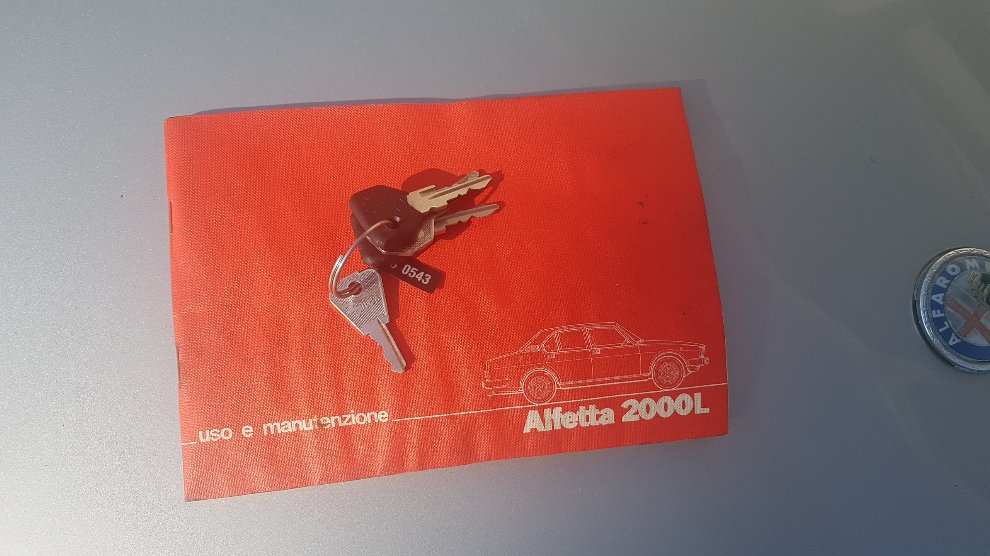 0543
uso e manutenzione
Alfetta 2000L
ALFA ROMEO